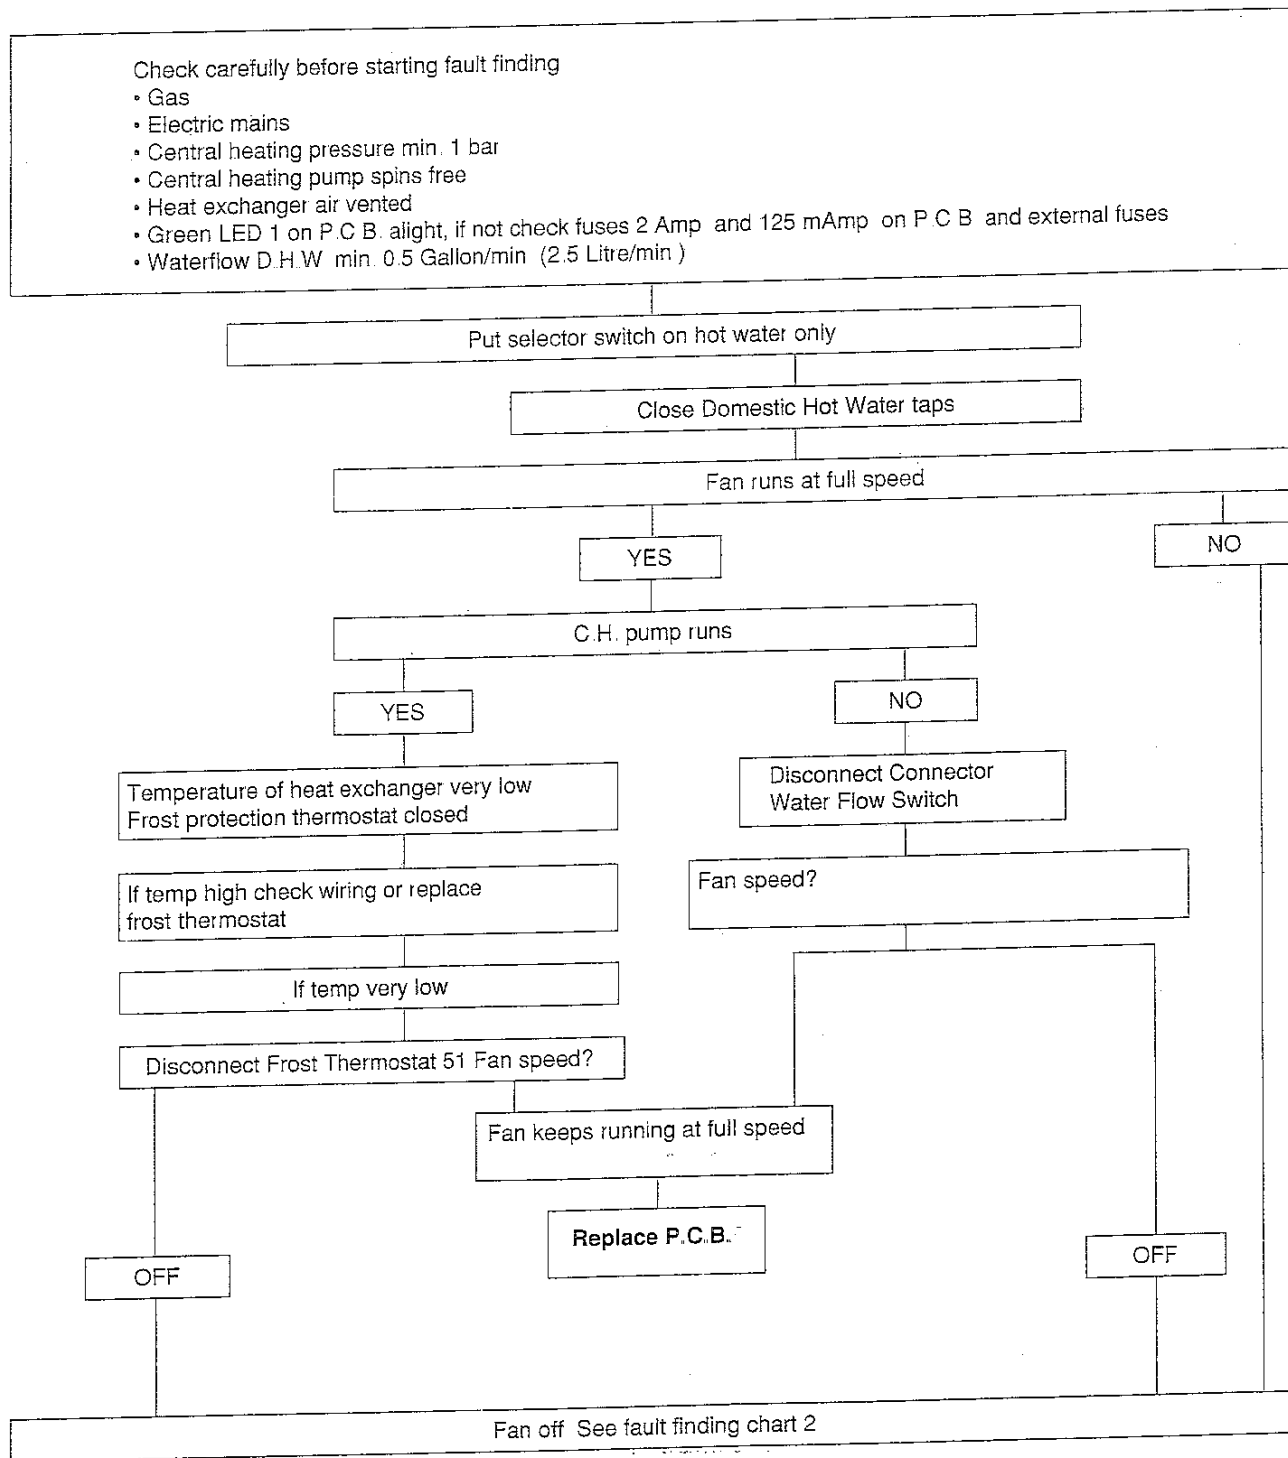 Check carefully before starting fault finding
• Gas
• Electric mains
• Central heating pressure min. 1 bar
• Central heating pump spins free
• Heat exchanger air vented
• Green LED 1 on P.C.B. alight, if not check fuses 2 Amp and 125 mAmp on P C B and external fuses
• Waterflow D.H.W min. 0.5 Gallon/min (2.5 Litre/min )
Put selector switch on hot water only
Close Domestic Hot Water taps
Fan runs at full speed
YES
NO
C.H. pump runs
YES
NO
Temperature of heat exchanger very low
Frost protection thermostat closed
Disconnect Connector
Water Flow Switch
If temp high check wiring or replace
frost thermostat
Fan speed?
If temp very low
Disconnect Frost Thermostat 51 Fan speed?
Fan keeps running at full speed
Replace P.C.B.
OFF
OFF
Fan off See fault finding chart 2